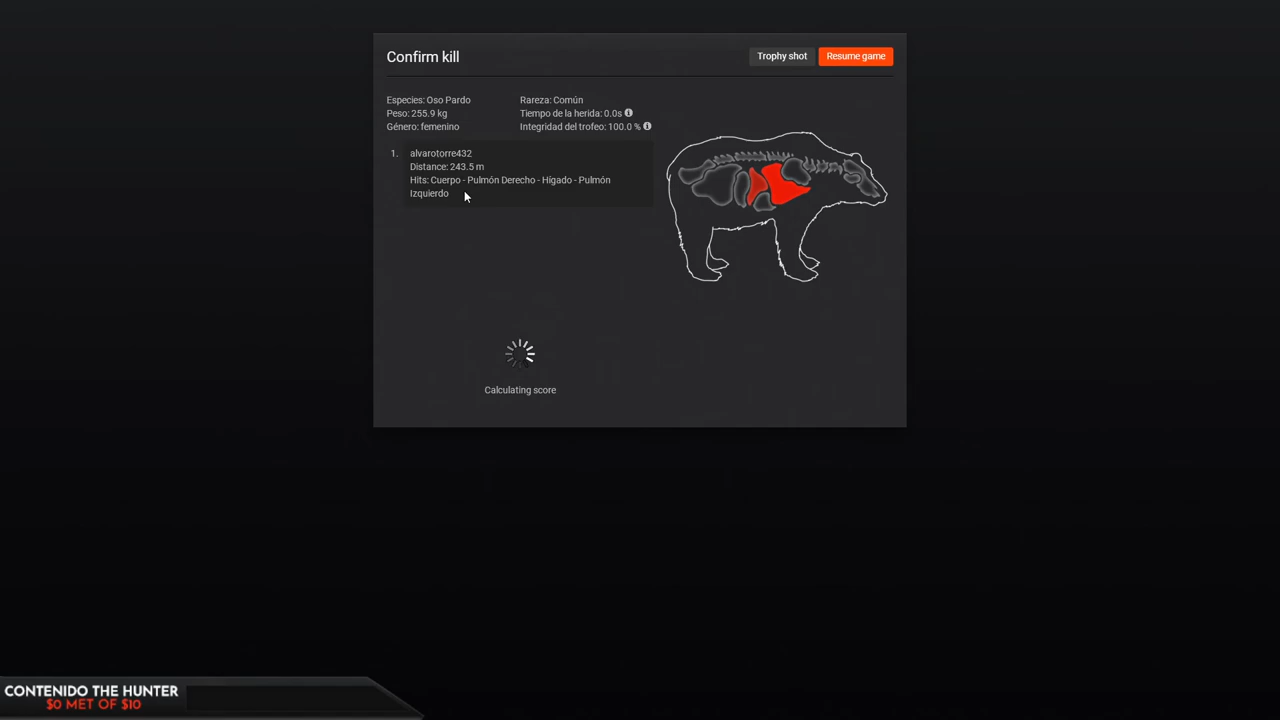 Confirm kill
Trophy shot
Resume game
Especies: Oso Pardo
Peso: 255.9 kg
Género: femenino
Rareza: Común
Tiempo de la herida: 0.0s
Integridad del trofeo: 100.0 %
1.
alvarotorre432
Distance: 243.5 m
Hits: Cuerpo - Pulmón Derecho - Hígado - Pulmón
Izquierdo
Calculating score
CONTENIDO THE HUNTER
$0 MET OF $10